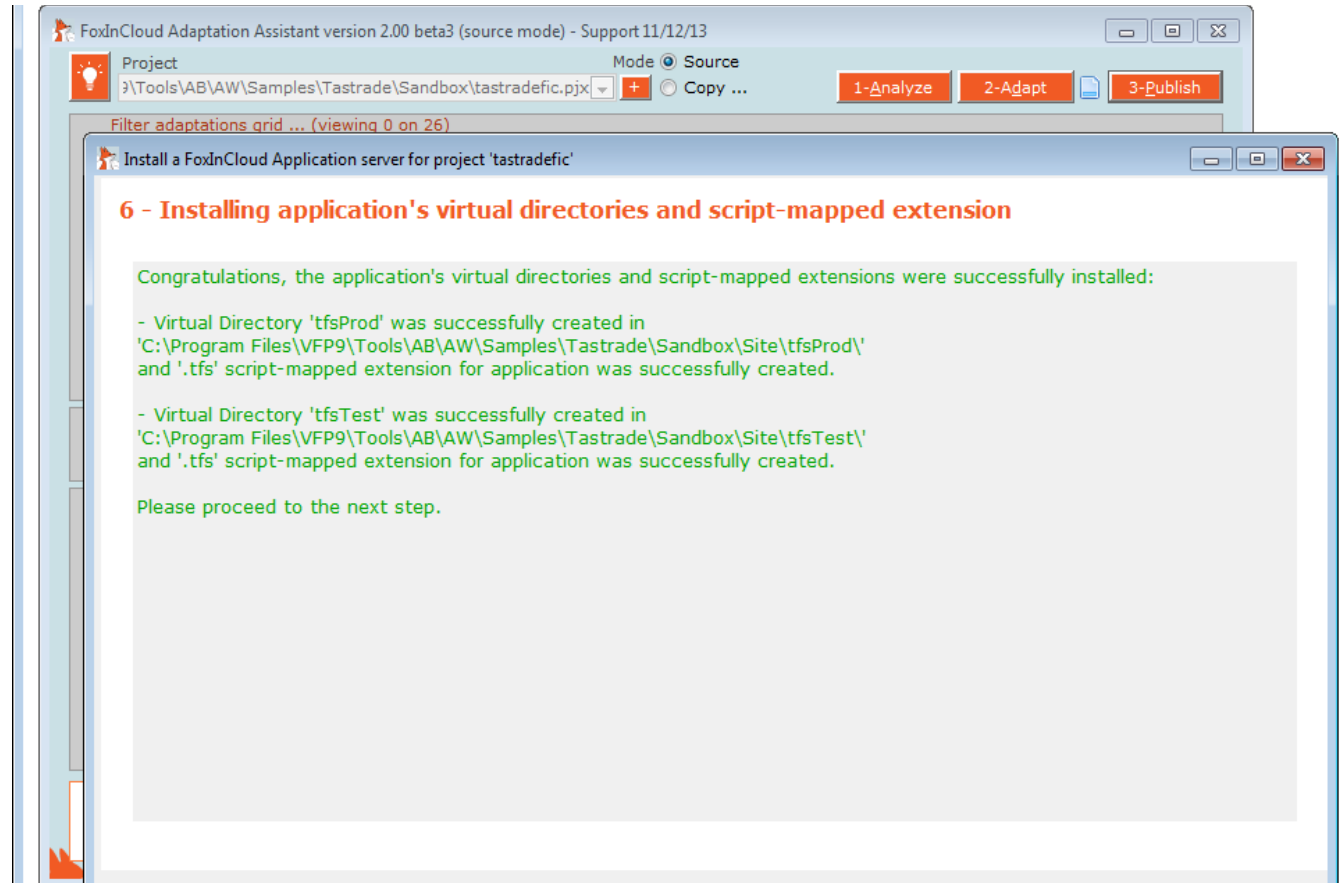 FoxInCloud Adaptation Assistant version 2.00 beta3 (source mode) - Support 11/12/13
Project
Mode Source
\Tools\AB\AW\Samples\Tastrade\Sandbox\tastradefic.pjx + Copy ...
1-Analyze 2-Adapt 3-Publish
Filter adaptations grid ... (viewing 0 on 26)
Install a FoxInCloud Application server for project 'tastradefic'
6 - Installing application's virtual directories and script-mapped extension
Congratulations, the application's virtual directories and script-mapped extensions were successfully installed:
- Virtual Directory 'tfsProd' was successfully created in
'C:\Program Files\VFP9\Tools\AB\AW\Samples\Tastrade\Sandbox\Site\tfsProd\'
and '.tfs' script-mapped extension for application was successfully created.
- Virtual Directory 'tfsTest' was successfully created in
'C:\Program Files\VFP9\Tools\AB\AW\Samples\Tastrade\Sandbox\Site\tfsTest\'
and '.tfs' script-mapped extension for application was successfully created.
Please proceed to the next step.